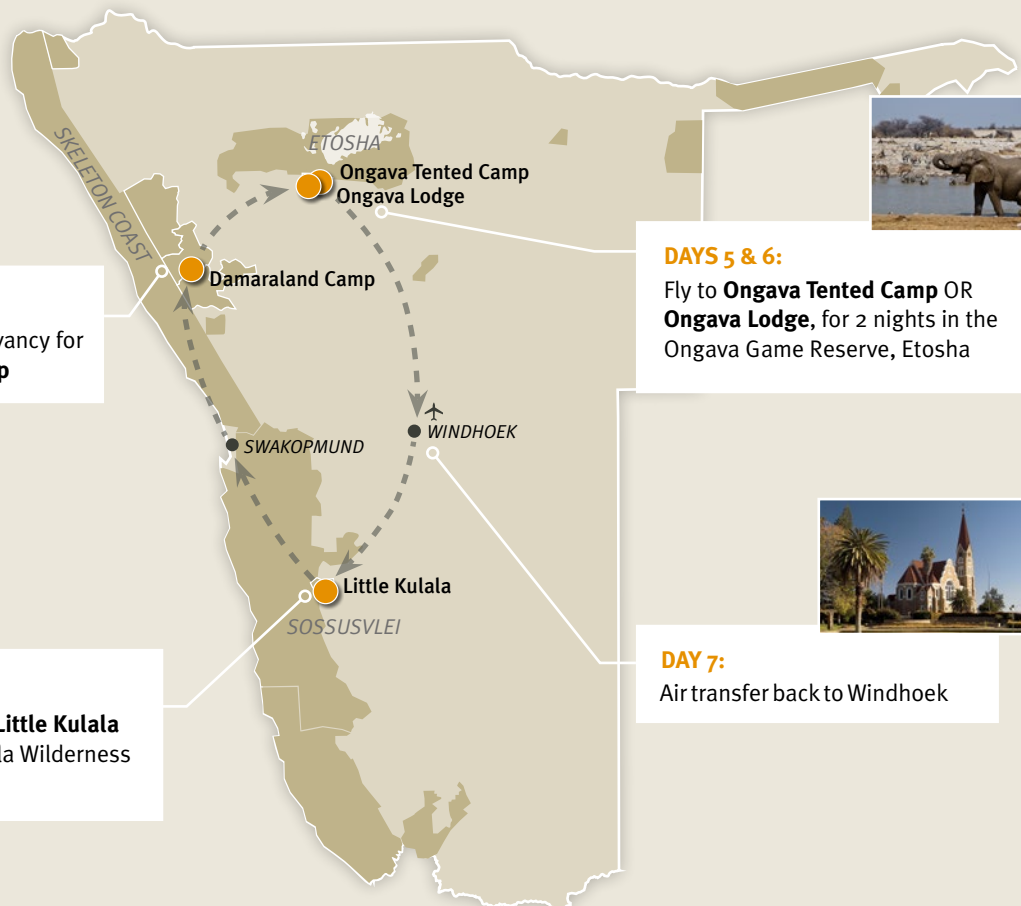 SKELETON COAST
ETOSHA
Ongava Tented Camp
Ongava Lodge
Damaraland Camp
SWAKOPMUND
WINDHOEK
Little Kulala
SOSSUSVLEI
for
DAYS 5 & 6:
Fly to Ongava Tented Camp OR
Ongava Lodge, for 2 nights in the
Ongava Game Reserve, Etosha
Little Kulala
Wilderness
DAY 7:
Air transfer back to Windhoek